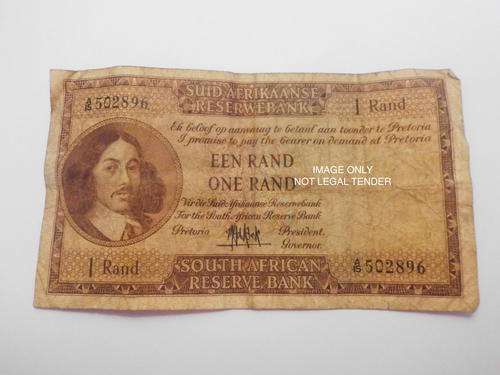 SUID-AFRIKAANSE
RESERWEBANK
502896
1 Rand
Ek beloof op aanvraag te betaal aan toonder te Pretoria
I promise to pay the bearer on demand at Pretoria
EEN RAND
ONE RAND
IMAGE ONLY
NOT LEGAL TENDER
Vir die Suid-Afrikaanse Reserwebank
For the South African Reserve Bank
Pretoria
President.
Governor.
1 Rand
SOUTH AFRICAN
RESERVE BANK
502896